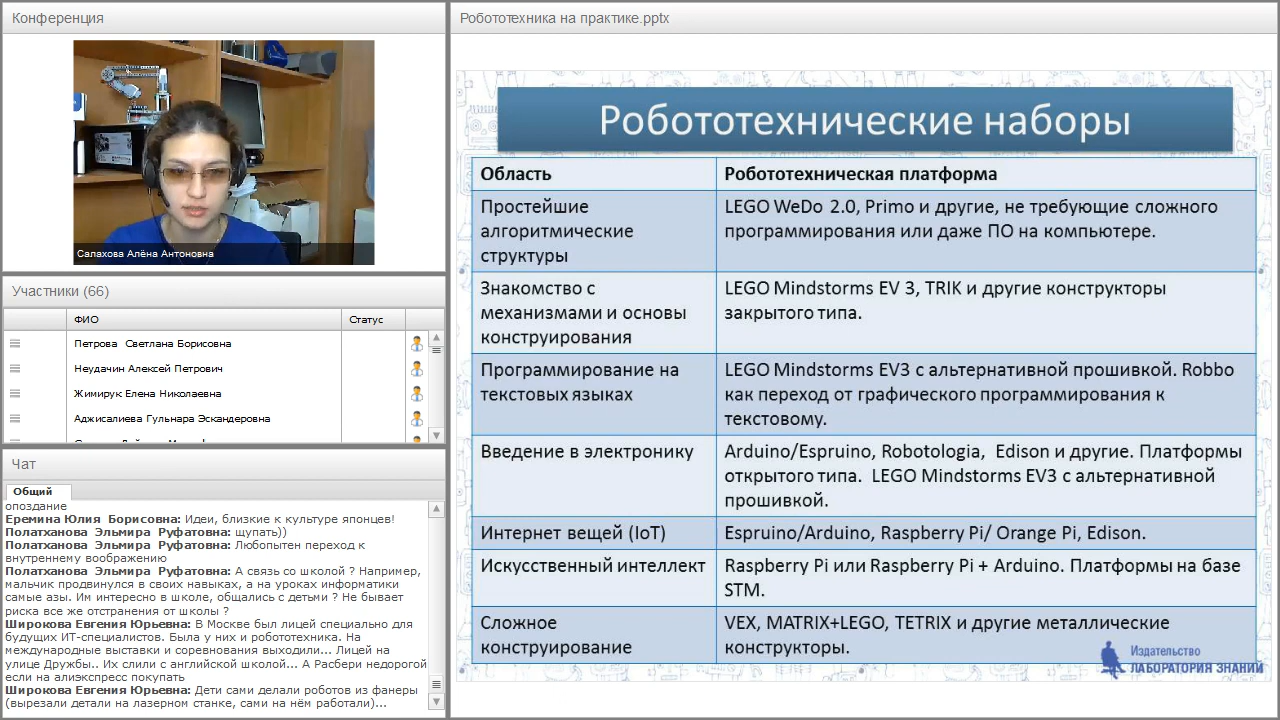 Конференция
Салахова Алёна Антоновна
Участники (66)
ФИО
Статус
Петрова Светлана Борисовна
Неудачин Алексей Петрович
Жимирук Елена Николаевна
Аджисалиева Гульнара Эскандеровна
Чат
Общий
опоздание
Еремина Юлия Борисовна: Идеи, близкие к культуре японцев!
Полатханова Эльмира Руфатовна: щупать))
Полатханова Эльмира Руфатовна: Любопытен переход к
внутреннему воображению
Полатханова Эльмира Руфатовна: А связь со школой ? Например,
мальчик продвинулся в своих навыках, а на уроках информатики
самые азы. Им интересно в школе, общались с детьми ? Не бывает
риска все же отстранения от школы ?
Широкова Евгения Юрьевна: В Москве был лицей специально для
будущих ИТ-специалистов. Была у них и робототехника. На
международные выставки и соревнования выходили... Лицей на
улице Дружбы.. Их слили с английской школой... А Расбери недорогой
если на алиэкспресс покупать
Широкова Евгения Юрьевна: Дети сами делали роботов из фанеры
(вырезали детали на лазерном станке, сами на нём работали)...
Робототехника на практике.pptx
Робототехнические наборы
Область
Робототехническая платформа
Простейшие
алгоритмические
структуры
LEGO WeDo 2.0, Primo и другие, не требующие сложного
программирования или даже ПО на компьютере.
Знакомство с
механизмами и основы
конструирования
LEGO Mindstorms EV 3, TRIK и другие конструкторы
закрытого типа.
Программирование на
текстовых языках
LEGO Mindstorms EV3 с альтернативной прошивкой. Robbo
как переход от графического программирования к
текстовому.
Введение в электронику
Arduino/Espruino, Robotologia, Edison и другие. Платформы
открытого типа. LEGO Mindstorms EV3 с альтернативной
прошивкой.
Интернет вещей (IoT)
Espruino/Arduino, Raspberry Pi/ Orange Pi, Edison.
Искусственный интеллект
Raspberry Pi или Raspberry Pi + Arduino. Платформы на базе
STM.
Сложное
конструирование
VEX, MATRIX+LEGO, TETRIX и другие металлические
конструкторы.
Издательство
ЛАБОРАТОРИЯ ЗНАНИЙ